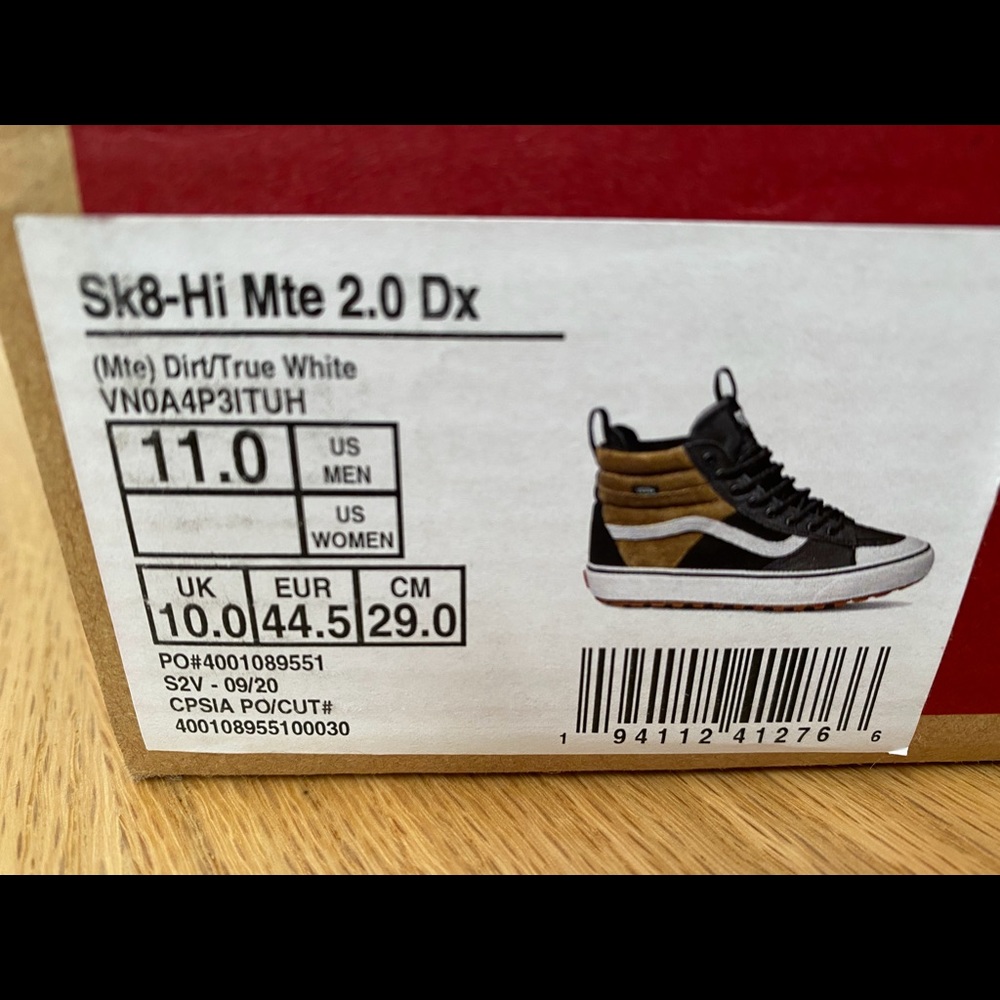 Sk8-Hi Mte 2.0 Dx
(Mte) Dirt/True White
VN0A4P3ITUH
11.0 US MEN
US WOMEN
UK EUR CM
10.0 44.5 29.0
PO#4001089551
S2V - 09/20
CPSIA PO/CUT#
400108955100030
1 94112 41276 6